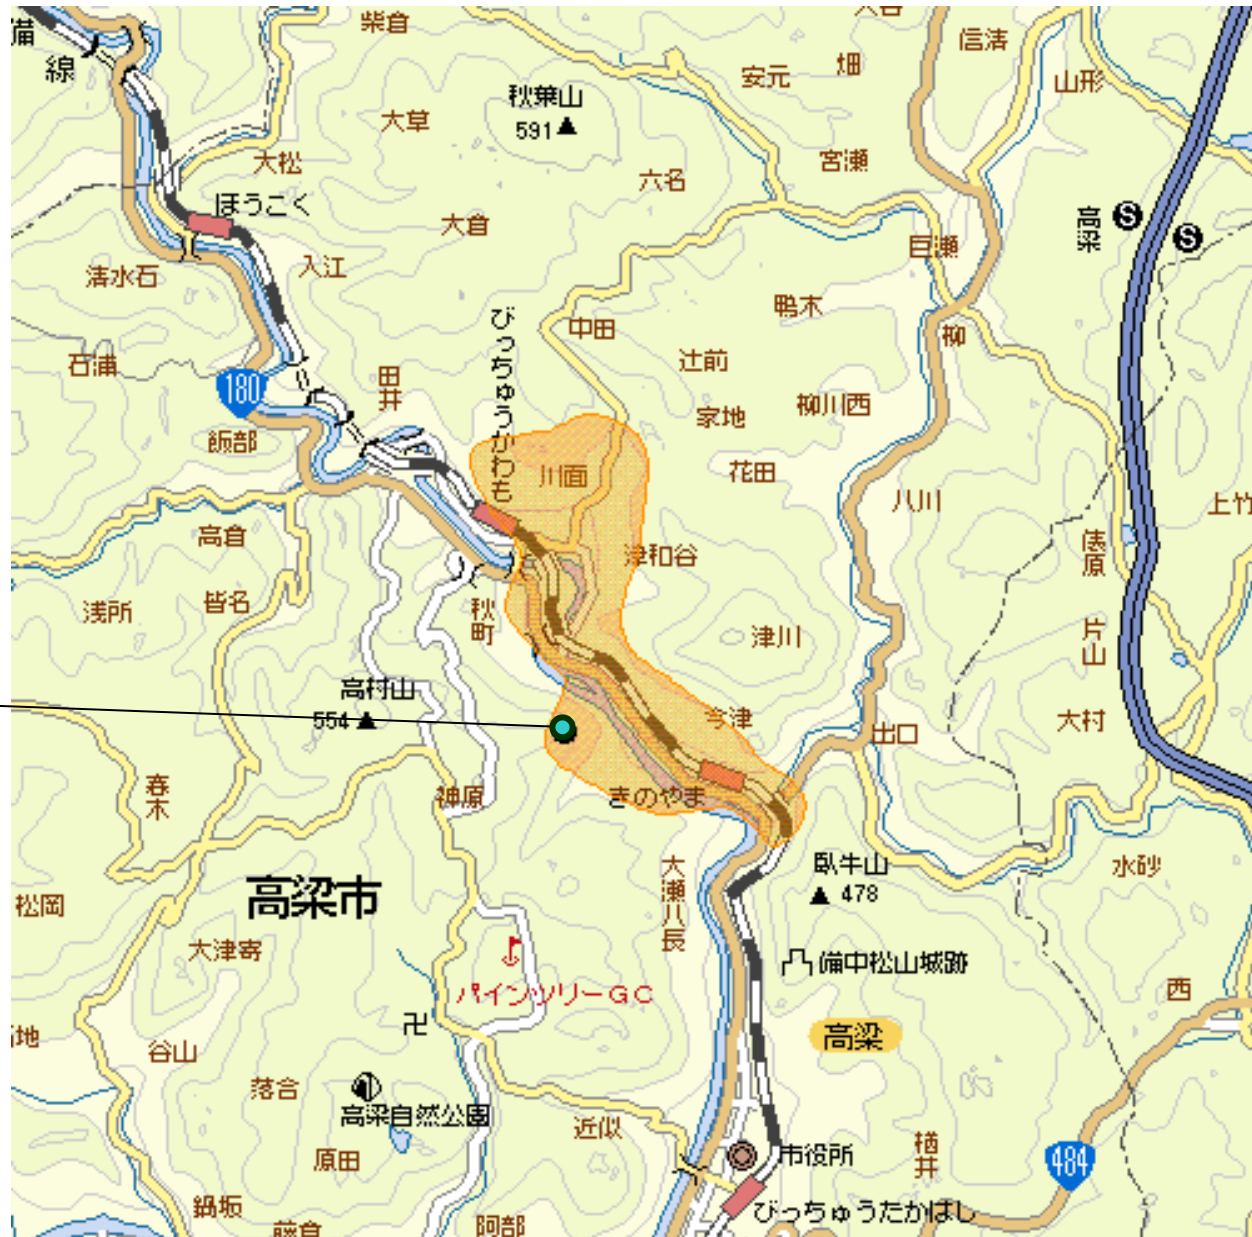 備
線
柴倉
信清
畑
安元
山形
秋葉山
591
大草
大松
宮瀬
六名
ほうこく
大倉
高梁
S
S
巨瀬
入江
清水石
鴨木
びっちゅうかわも
中田
柳
石浦
辻前
180
田井
家地
柳川西
飯部
川面
花田
八川
上竹
高倉
津和谷
俵原
浅所
皆名
秋町
津川
片山
高村山
554
今津
大村
出口
春木
神原
きのやま
臥牛山
478
水砂
大瀬八長
松岡
高梁市
大津寄
備中松山城跡
パインツリーGC
西
卍
高梁
地
谷山
落合
高梁自然公園
近似
原田
市役所
楢井
484
鍋坂
びっちゅうたかはし
藤倉
阿部